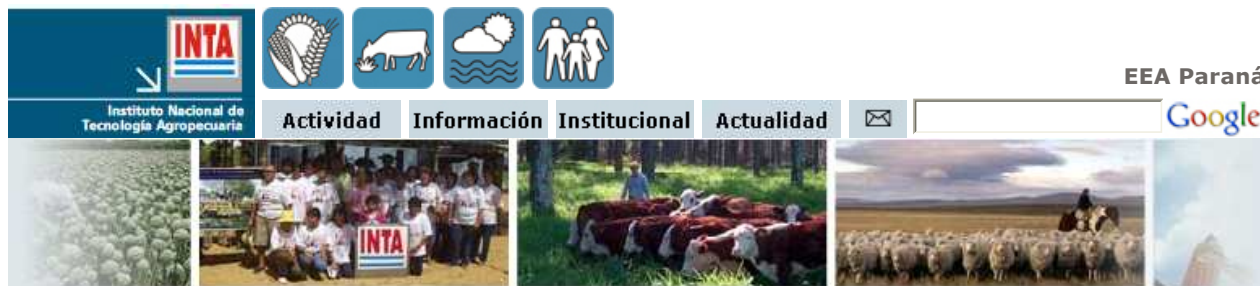 INTA
Instituto Nacional de
Tecnología Agropecuaria
EEA Paraná
Actividad Información Institucional Actualidad
Google
INTA